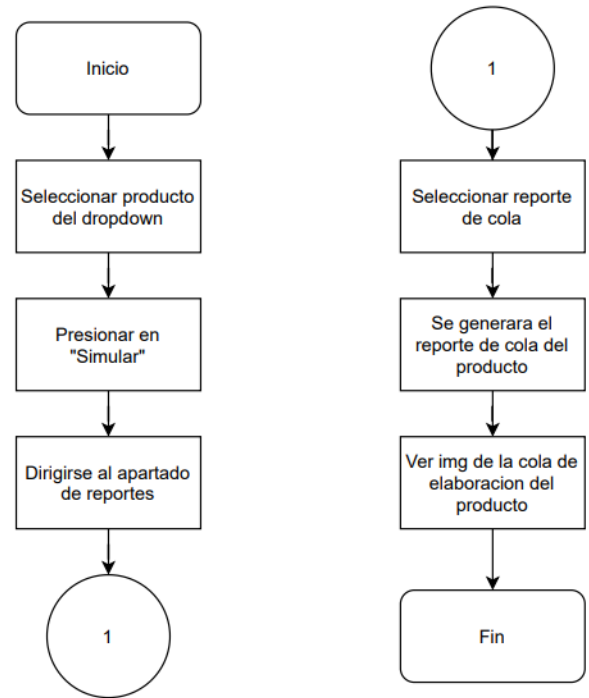 Inicio
Seleccionar producto
del dropdown
Presionar en
"Simular"
Dirigirse al apartado
de reportes
1
1
Seleccionar reporte
de cola
Se generara el
reporte de cola del
producto
Ver img de la cola de
elaboracion del
producto
Fin